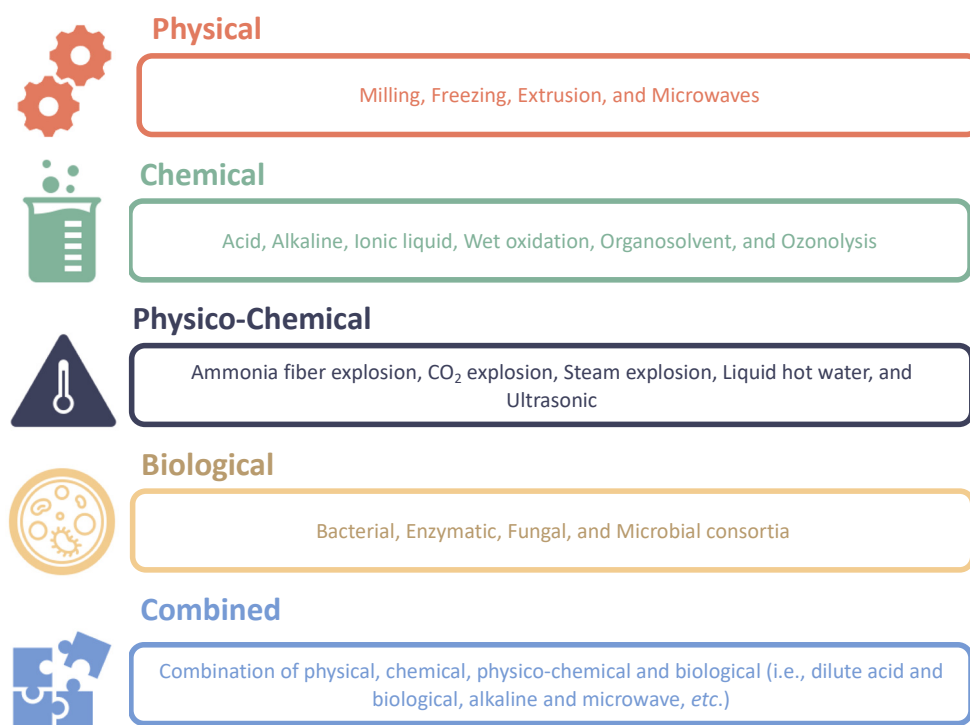 Physical
Milling, Freezing, Extrusion, and Microwaves
Chemical
Acid, Alkaline, Ionic liquid, Wet oxidation, Organosolvent, and Ozonolysis
Physico-Chemical
Ammonia fiber explosion, CO₂ explosion, Steam explosion, Liquid hot water, and
Ultrasonic
Biological
Bacterial, Enzymatic, Fungal, and Microbial consortia
Combined
Combination of physical, chemical, physico-chemical and biological (i.e., dilute acid and
biological, alkaline and microwave, etc.)